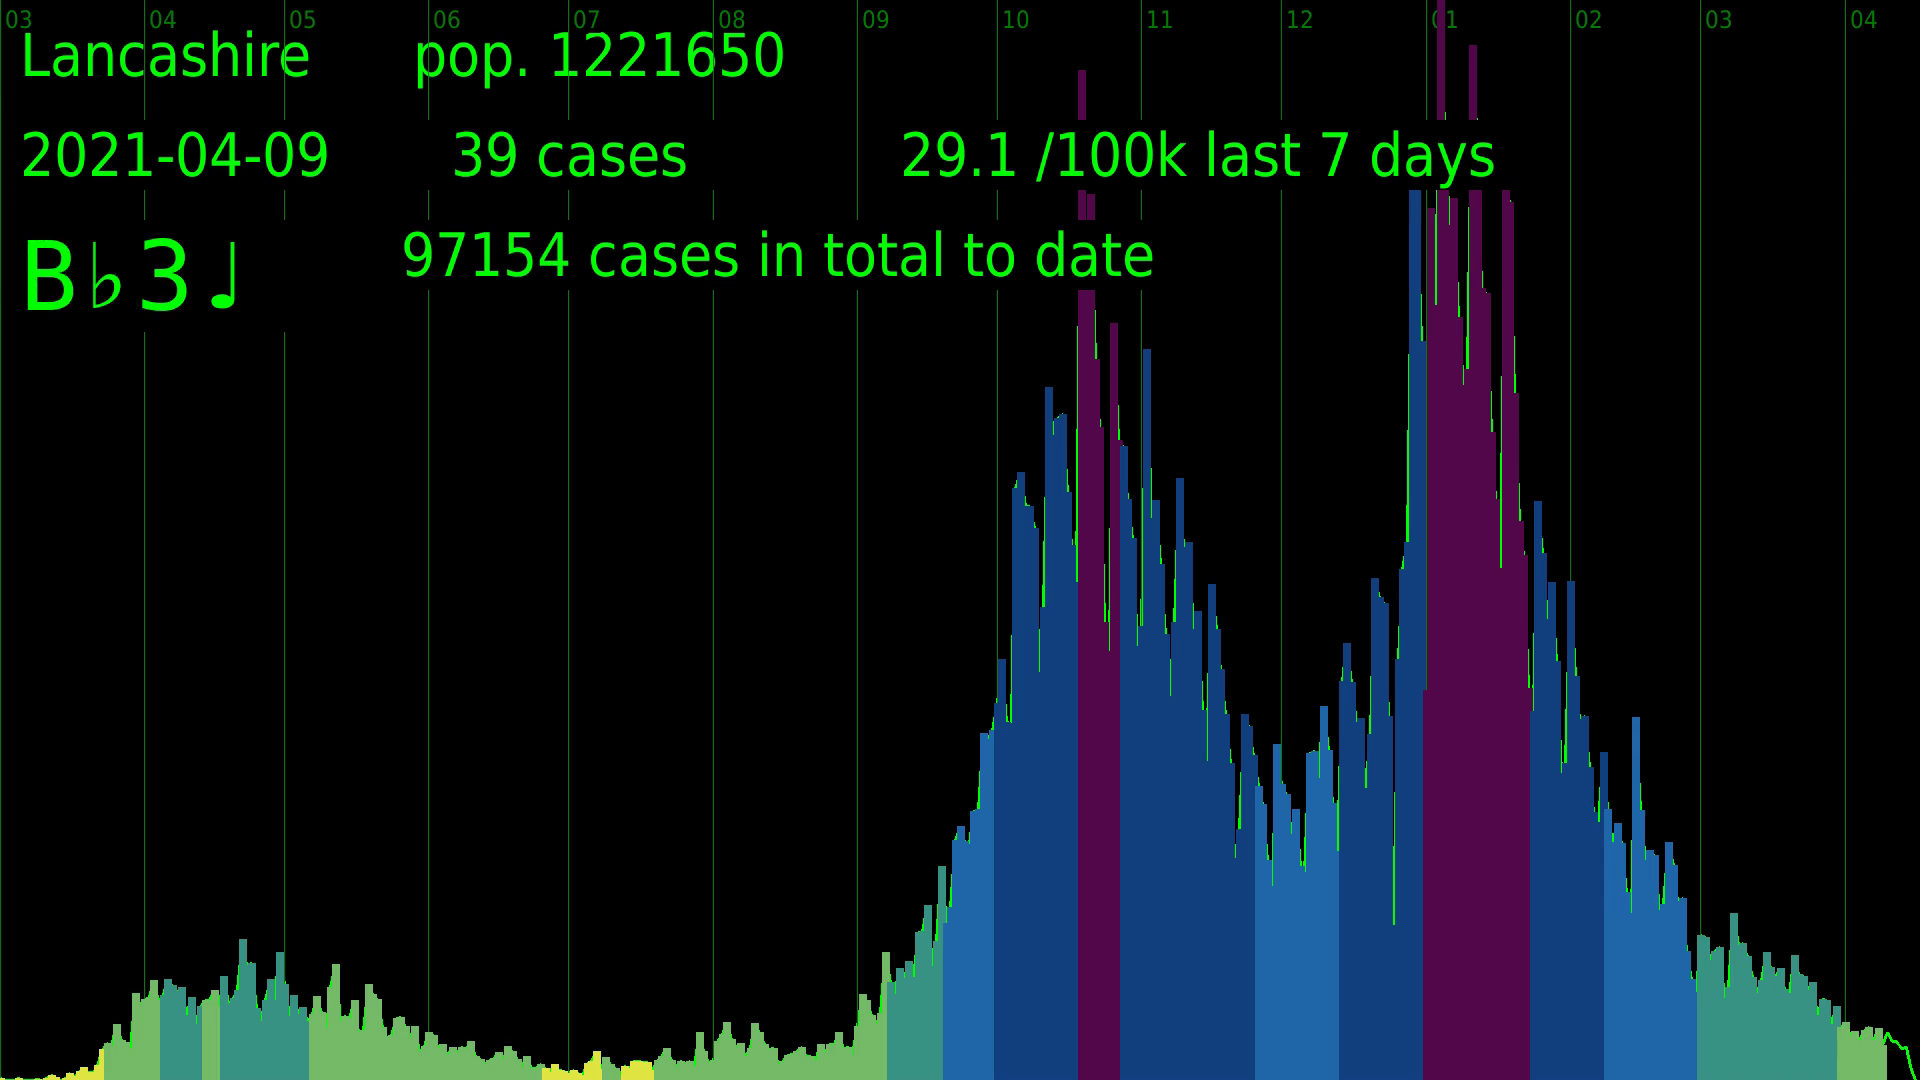 03 04 05 06 07 08 09 10 11 12 01 02 03 04
Lancashire pop. 1221650
2021-04-09 39 cases 29.1 /100k last 7 days
B♭3♩ 97154 cases in total to date